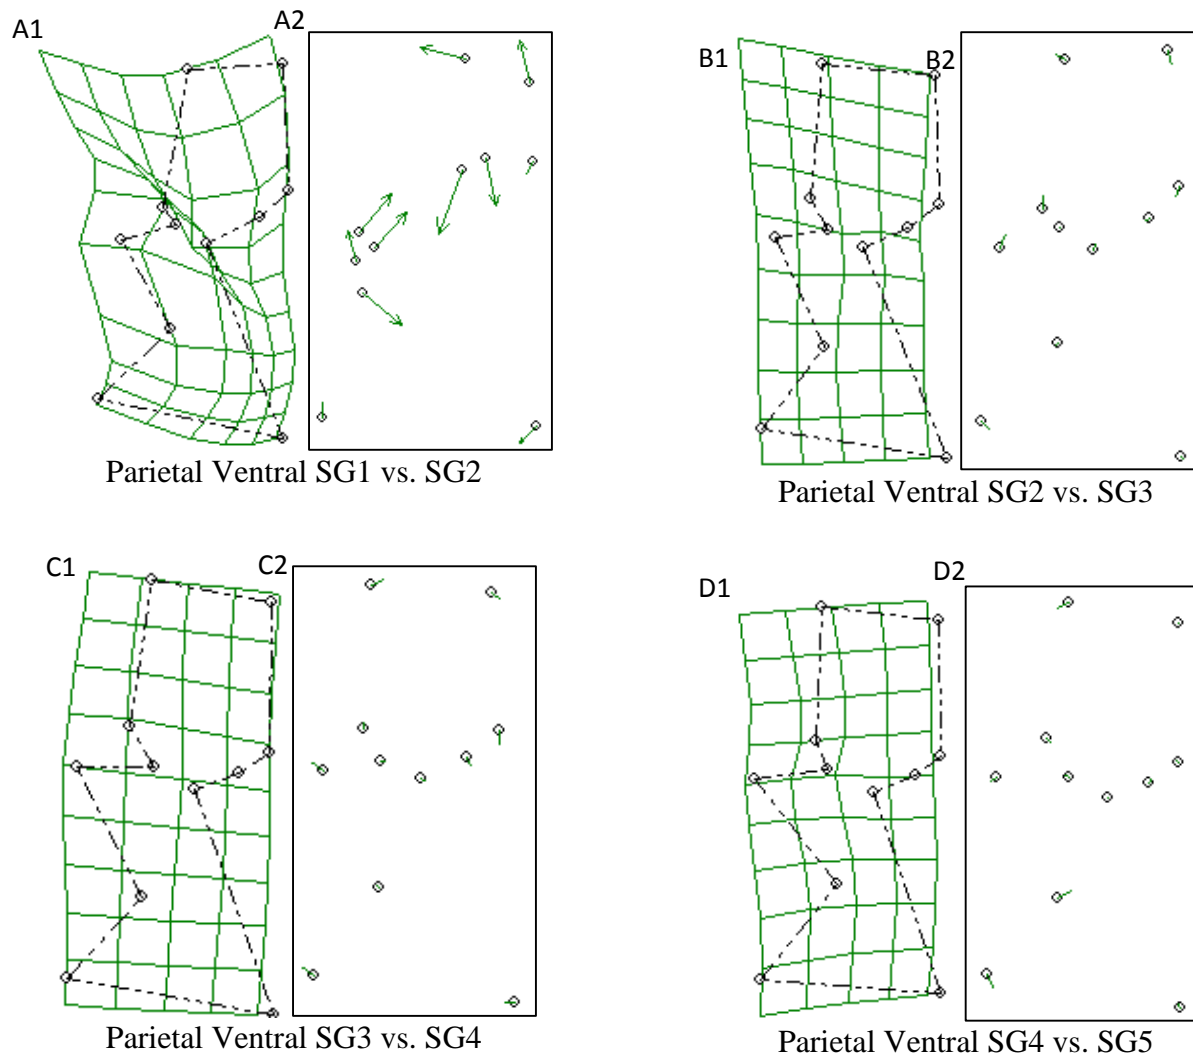 A1
A2
B1
B2
Parietal Ventral SG1 vs. SG2
Parietal Ventral SG2 vs. SG3
C1
C2
D1
D2
Parietal Ventral SG3 vs. SG4
Parietal Ventral SG4 vs. SG5